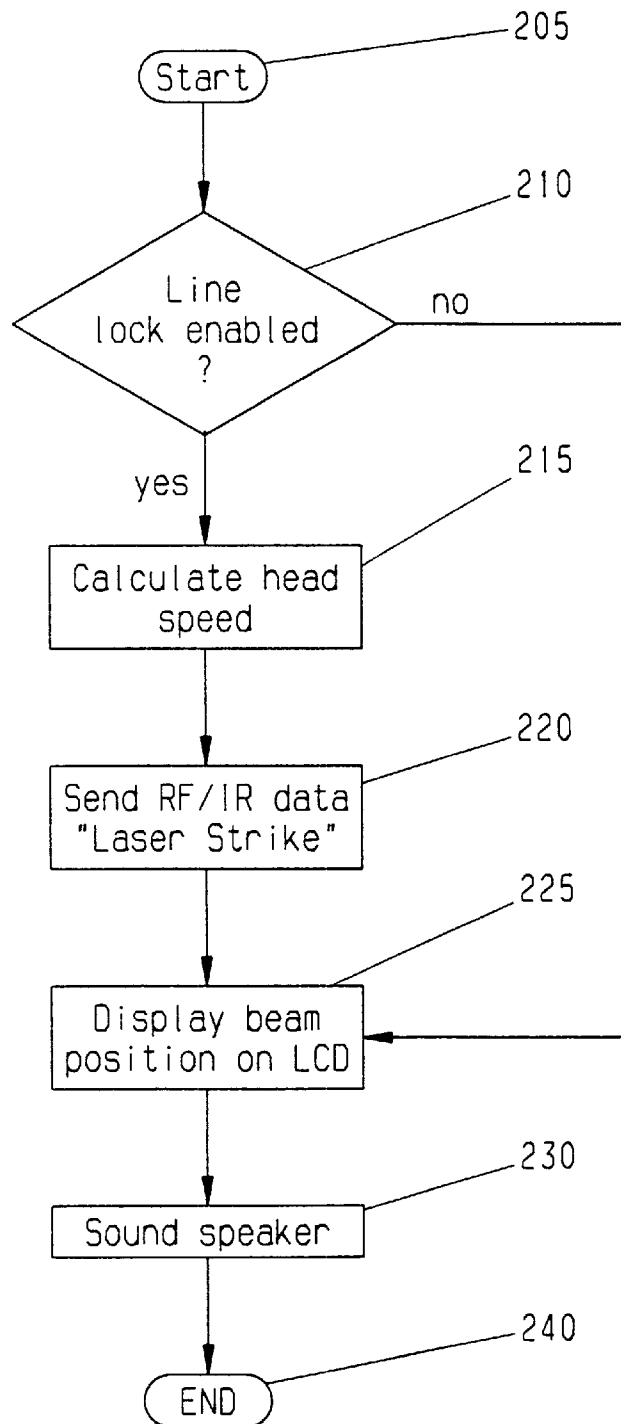 205
Start
210
Line
lock enabled
?
no
yes
215
Calculate head
speed
220
Send RF/IR data
"Laser Strike"
225
Display beam
position on LCD
230
Sound speaker
240
END